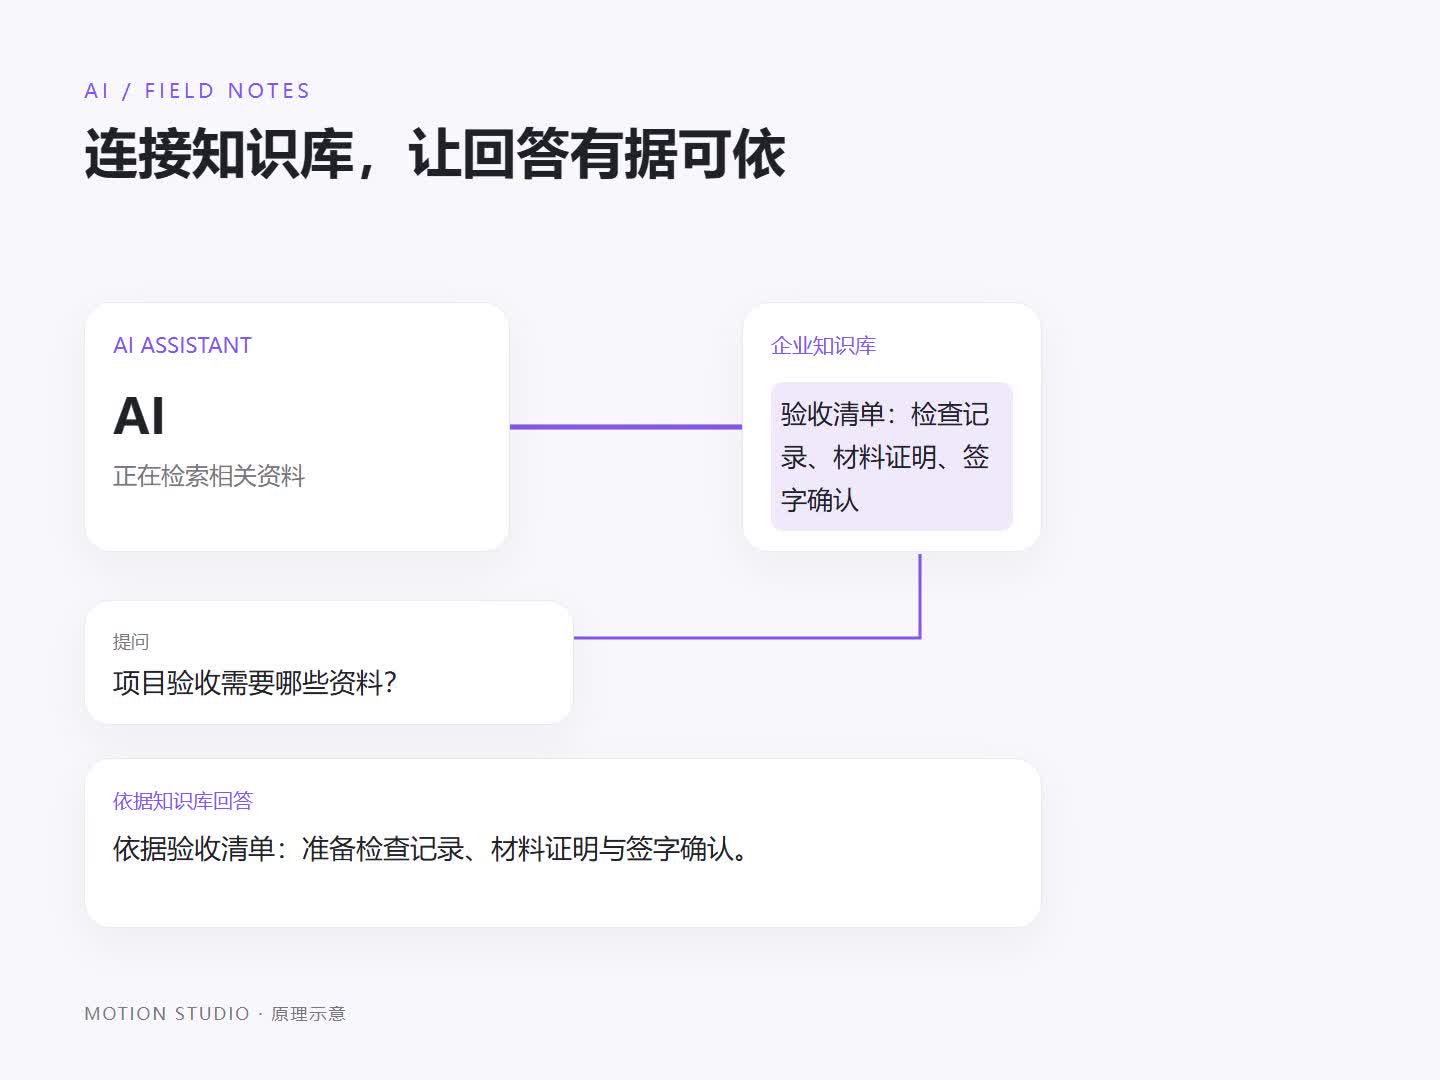 AI / FIELD NOTES
连接知识库，让回答有据可依
AI ASSISTANT
AI
正在检索相关资料
企业知识库
验收清单：检查记
录、材料证明、签
字确认
提问
项目验收需要哪些资料？
依据知识库回答
依据验收清单：准备检查记录、材料证明与签字确认。
MOTION STUDIO · 原理示意